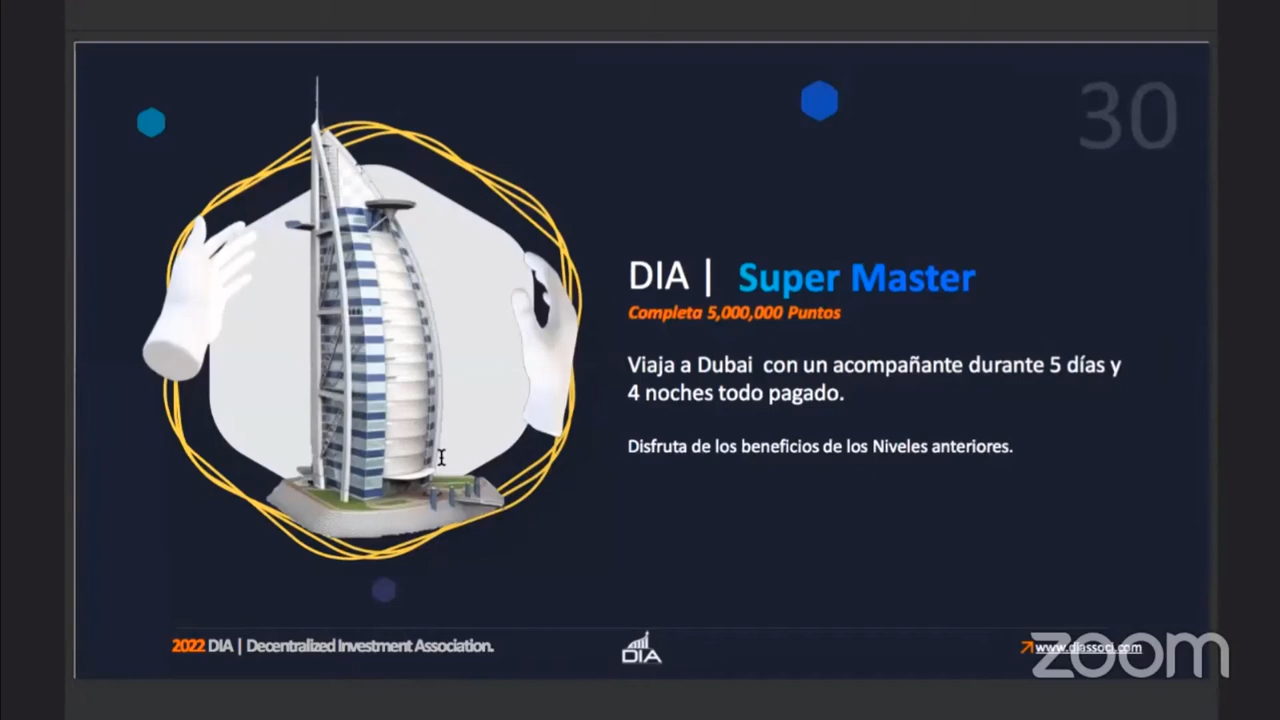 30
DIA | Super Master
Completa 5,000,000 Puntos
Viaja a Dubai con un acompañante durante 5 días y
4 noches todo pagado.
Disfruta de los beneficios de los Niveles anteriores.
2022 DIA | Decentralized Investment Association.
DIA
www.diassoci.com
zoom